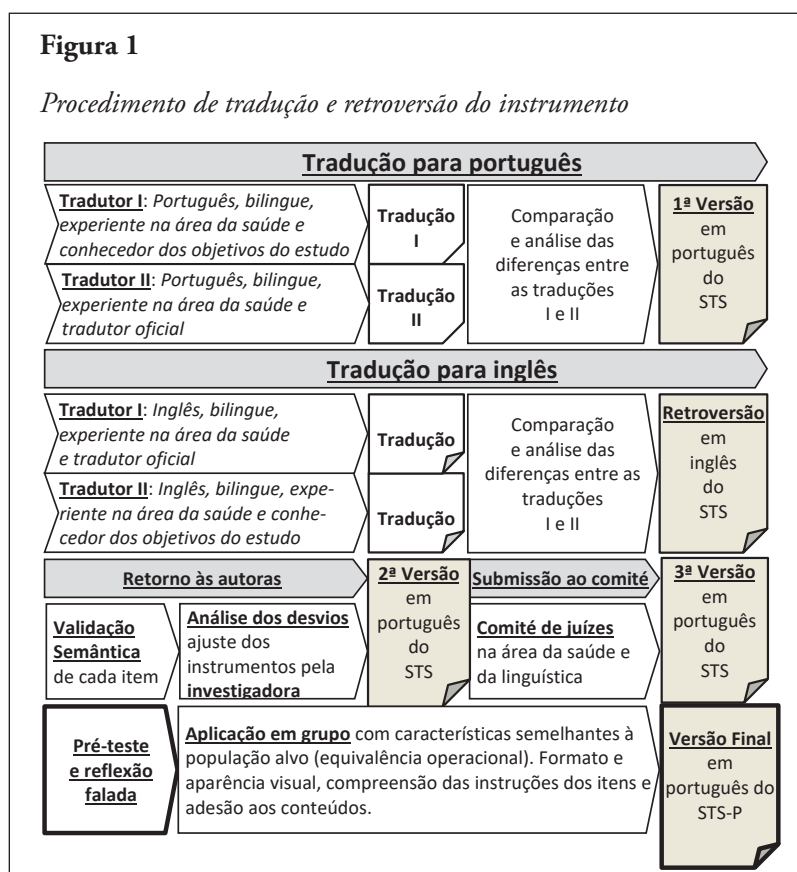 Figura 1
Procedimento de tradução e retroversão do instrumento
Tradução para português
Tradutor I: Português, bilingue,
experiente na área da saúde e
conhecedor dos objetivos do estudo
Tradutor II: Português, bilingue,
experiente na área da saúde e
tradutor oficial
Tradução
I
Tradução
II
Comparação
e análise das
diferenças entre
as traduções
I e II
1ª Versão
em
português
do
STS
Tradução para inglês
Tradutor I: Inglês, bilingue,
experiente na área da saúde
e tradutor oficial
Tradutor II: Inglês, bilingue, expe-
riente na área da saúde e conhe-
cedor dos objetivos do estudo
Tradução
Tradução
Comparação
e análise das
diferenças entre as
traduções
I e II
Retroversão
em
inglês
do
STS
Retorno às autoras
Validação
Semântica
de cada item
Análise dos desvios
ajuste dos
instrumentos pela
investigadora
2ª Versão
em
português
do
STS
Submissão ao comité
Comité de juízes
na área da saúde e
da linguística
3ª Versão
em
português
do
STS
Pré-teste
e reflexão
falada
Aplicação em grupo com características semelhantes à
população alvo (equivalência operacional). Formato e
aparência visual, compreensão das instruções dos itens e
adesão aos conteúdos.
Versão Final
em
português do
STS-P